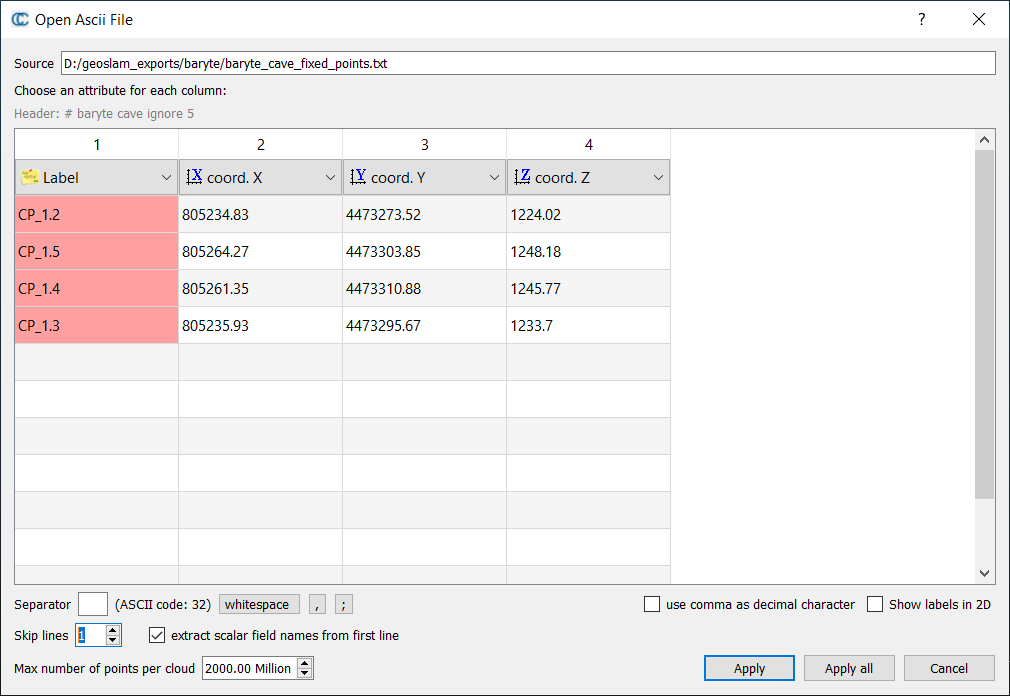 Open Ascii File ?
Source D:/geoslam_exports/baryte/baryte_cave_fixed_points.txt
Choose an attribute for each column:
Header: # baryte cave ignore 5
1 2 3 4
Label X coord. X Y coord. Y Z coord. Z
CP_1.2 805234.83 4473273.52 1224.02
CP_1.5 805264.27 4473303.85 1248.18
CP_1.4 805261.35 4473310.88 1245.77
CP_1.3 805235.93 4473295.67 1233.7
Separator (ASCII code: 32) whitespace , ; use comma as decimal character Show labels in 2D
Skip lines 1 extract scalar field names from first line
Max number of points per cloud 2000.00 Million Apply Apply all Cancel